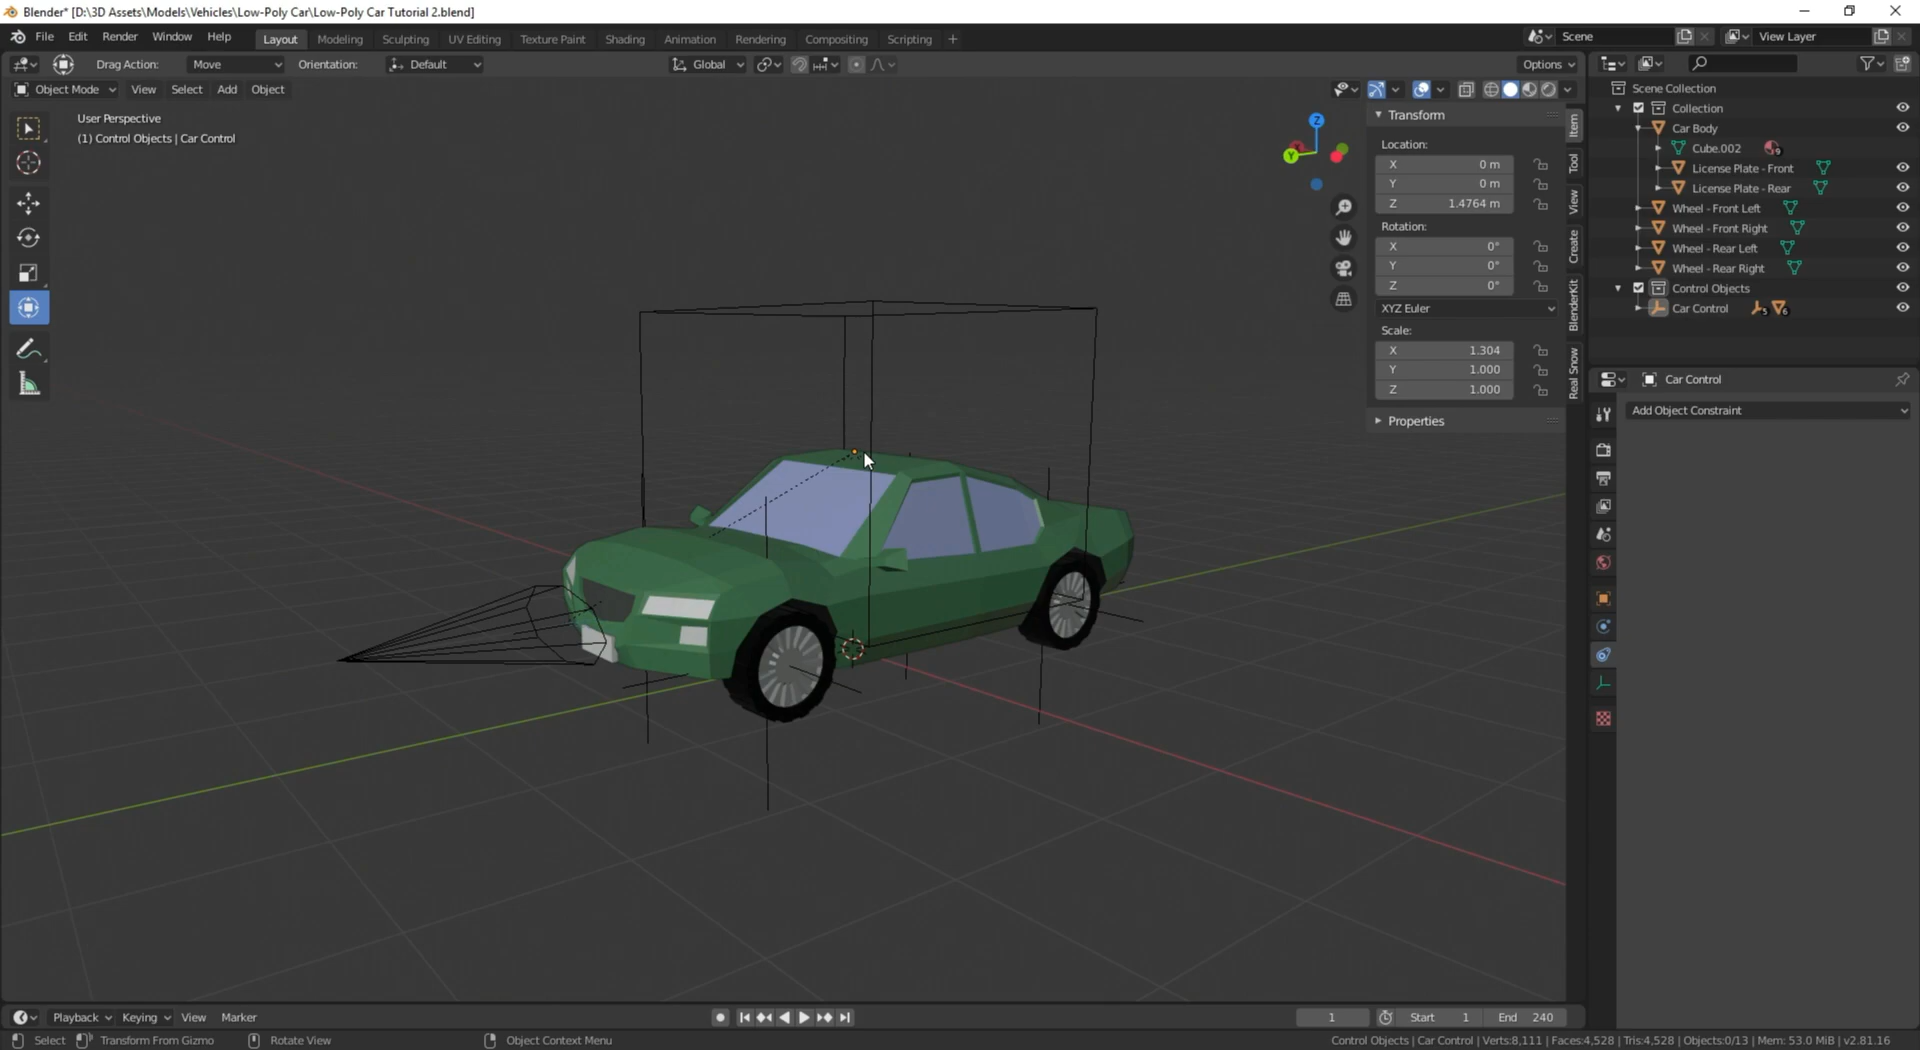 Blender* [D:\3D Assets\Models\Vehicles\Low-Poly Car\Low-Poly Car Tutorial 2.blend]
File Edit Render Window Help Layout Modeling Sculpting UV Editing Texture Paint Shading Animation Rendering Compositing Scripting + Scene View Layer
Drag Action: Move Orientation: Default Global Options
Object Mode View Select Add Object
User Perspective
(1) Control Objects | Car Control
Z
Y
Transform
Location:
X 0 m
Y 0 m
Z 1.4764 m
Rotation:
X 0°
Y 0°
Z 0°
XYZ Euler
Scale:
X 1.304
Y 1.000
Z 1.000
Properties
Item
Tool
View
Create
BlenderKit
Real Snow
Scene Collection
Collection
Car Body
Cube.002 9
License Plate - Front
License Plate - Rear
Wheel - Front Left
Wheel - Front Right
Wheel - Rear Left
Wheel - Rear Right
Control Objects
Car Control 5 6
Car Control
Add Object Constraint
Playback Keying View Marker 1 Start 1 End 240
Select Transform From Gizmo Rotate View Object Context Menu Control Objects | Car Control | Verts:8,111 | Faces:4,528 | Tris:4,528 | Objects:0/13 | Mem: 53.0 MiB | v2.81.16